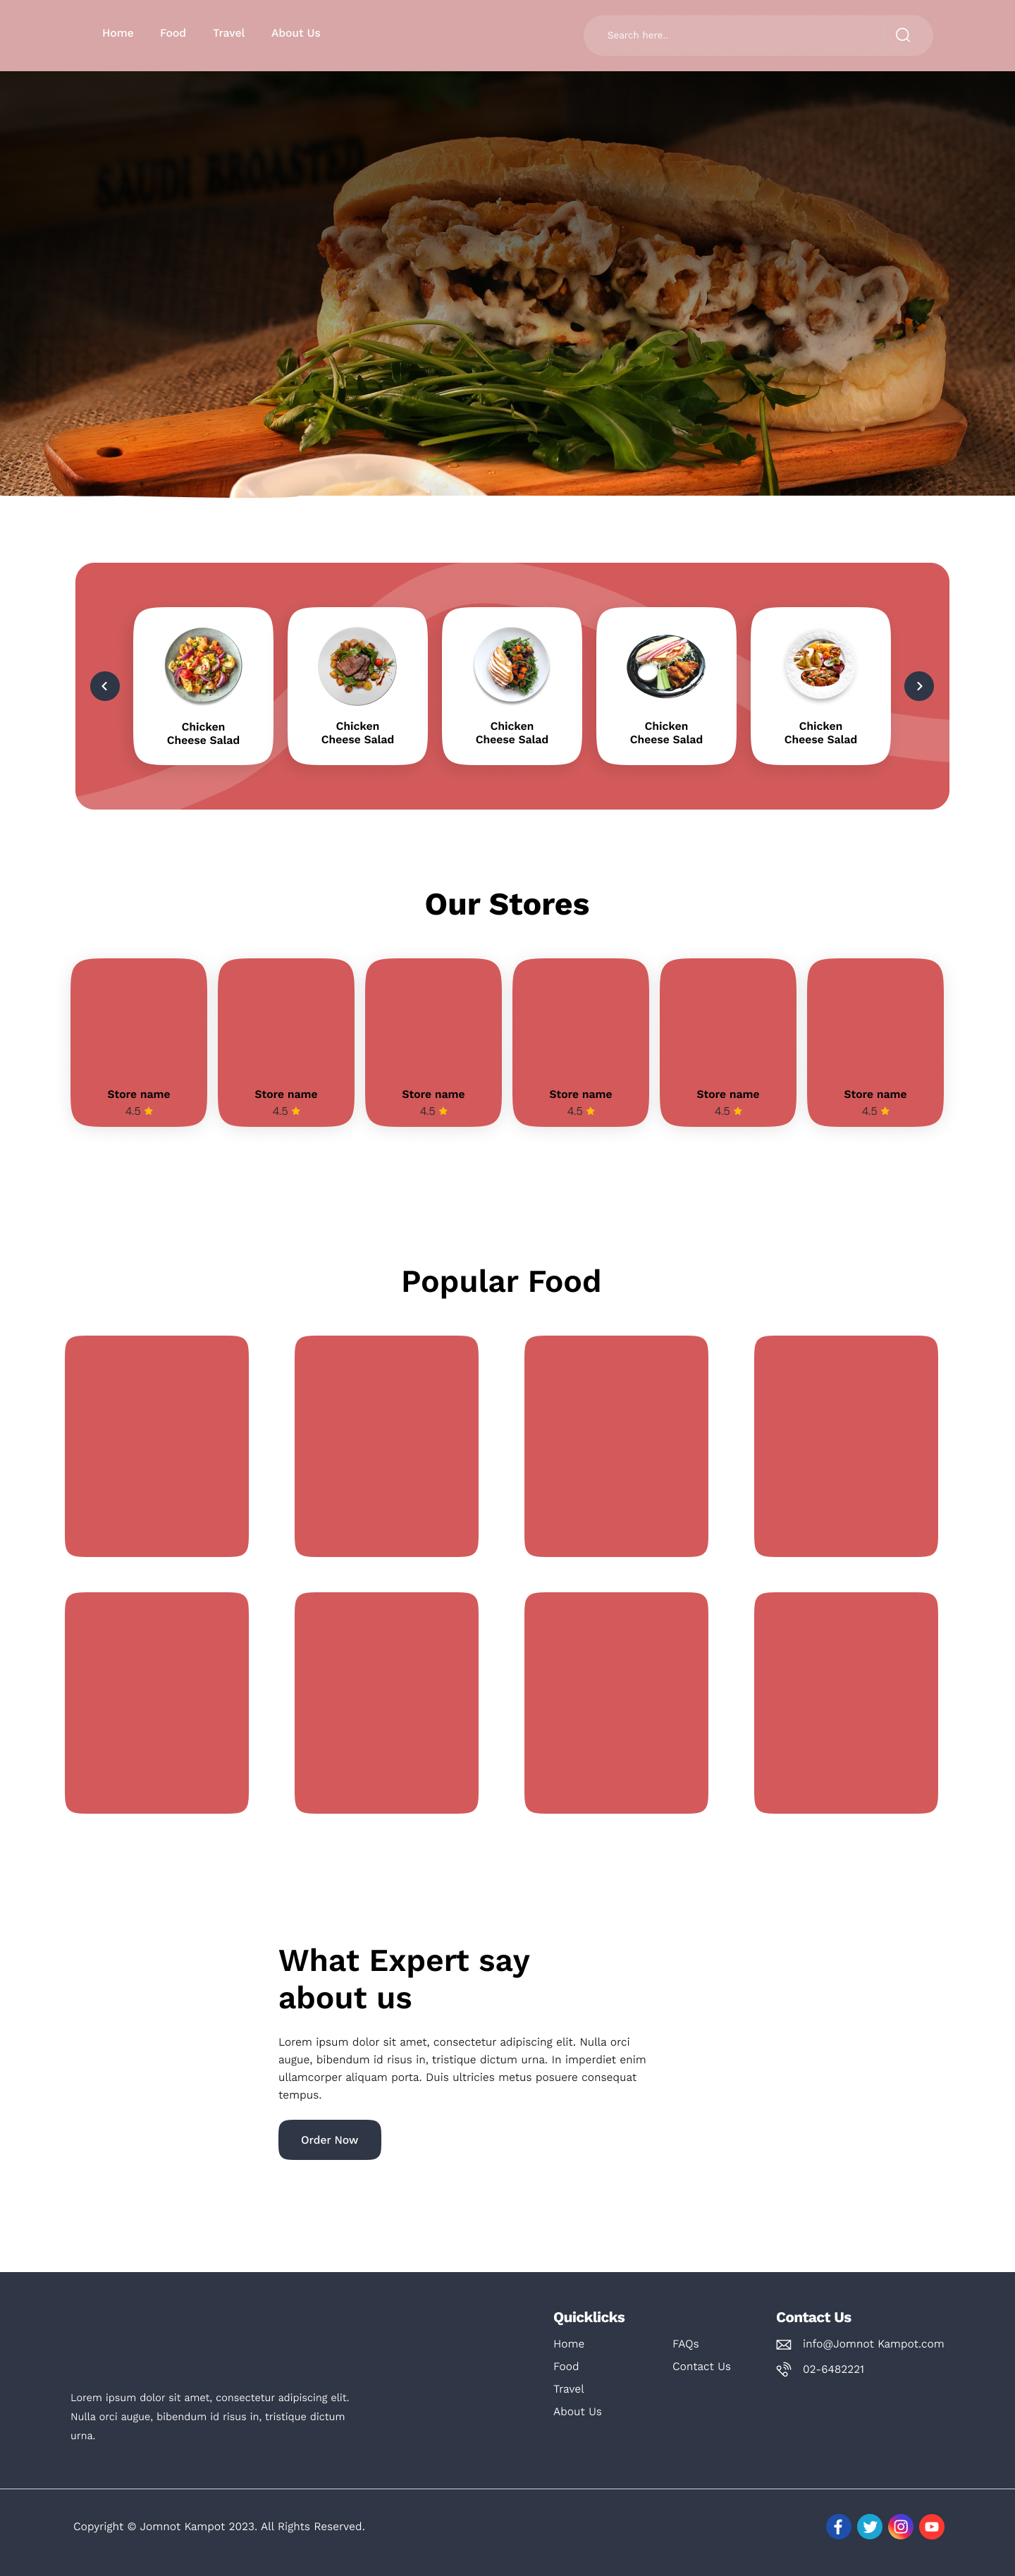 Home Food Travel About Us Search here..
SAUDI BROASTED
Chicken
Cheese Salad
Chicken
Cheese Salad
Chicken
Cheese Salad
Chicken
Cheese Salad
Chicken
Cheese Salad
Our Stores
Store name
4.5
Store name
4.5
Store name
4.5
Store name
4.5
Store name
4.5
Store name
4.5
Popular Food
What Expert say
about us
Lorem ipsum dolor sit amet, consectetur adipiscing elit. Nulla orci
augue, bibendum id risus in, tristique dictum urna. In imperdiet enim
ullamcorper aliquam porta. Duis ultricies metus posuere consequat
tempus.
Order Now
Lorem ipsum dolor sit amet, consectetur adipiscing elit.
Nulla orci augue, bibendum id risus in, tristique dictum
urna.
Quicklicks
Home
Food
Travel
About Us
FAQs
Contact Us
Contact Us
info@Jomnot Kampot.com
02-6482221
Copyright © Jomnot Kampot 2023. All Rights Reserved.